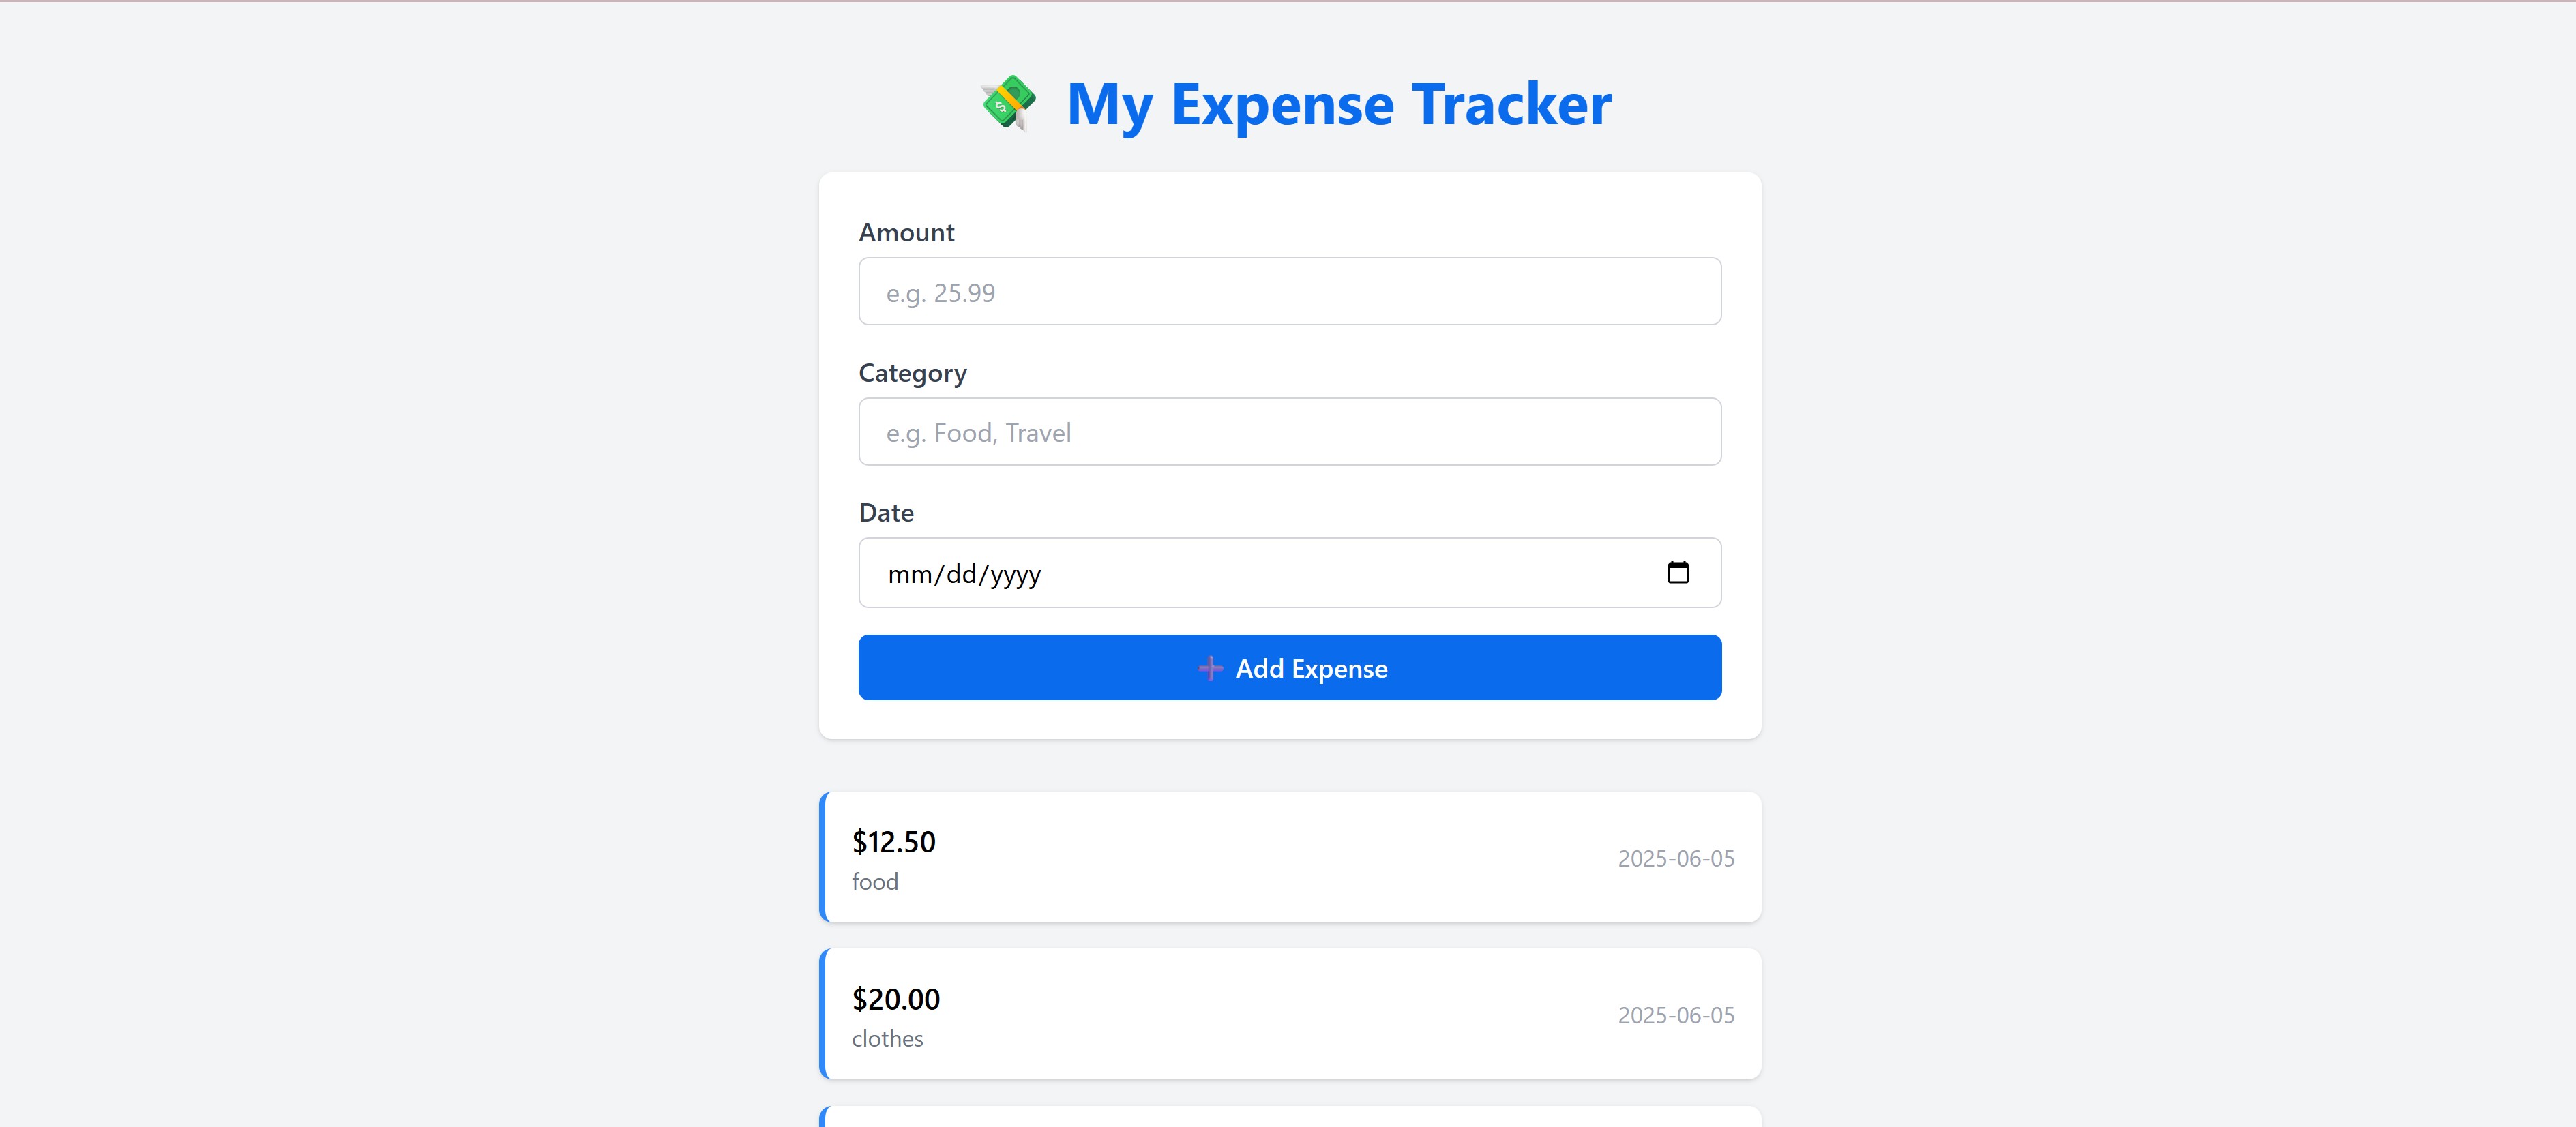 My Expense Tracker
Amount
e.g. 25.99
Category
e.g. Food, Travel
Date
mm/dd/yyyy
Add Expense
$12.50
food
2025-06-05
$20.00
clothes
2025-06-05